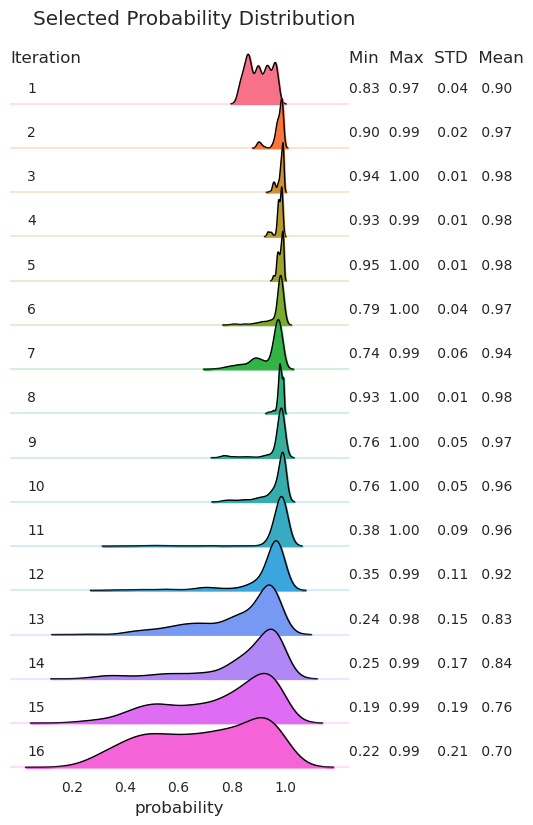 Selected Probability Distribution
Iteration Min Max STD Mean
1 0.83 0.97 0.04 0.90
2 0.90 0.99 0.02 0.97
3 0.94 1.00 0.01 0.98
4 0.93 0.99 0.01 0.98
5 0.95 1.00 0.01 0.98
6 0.79 1.00 0.04 0.97
7 0.74 0.99 0.06 0.94
8 0.93 1.00 0.01 0.98
9 0.76 1.00 0.05 0.97
10 0.76 1.00 0.05 0.96
11 0.38 1.00 0.09 0.96
12 0.35 0.99 0.11 0.92
13 0.24 0.98 0.15 0.83
14 0.25 0.99 0.17 0.84
15 0.19 0.99 0.19 0.76
16 0.22 0.99 0.21 0.70
0.2 0.4 0.6 0.8 1.0
probability